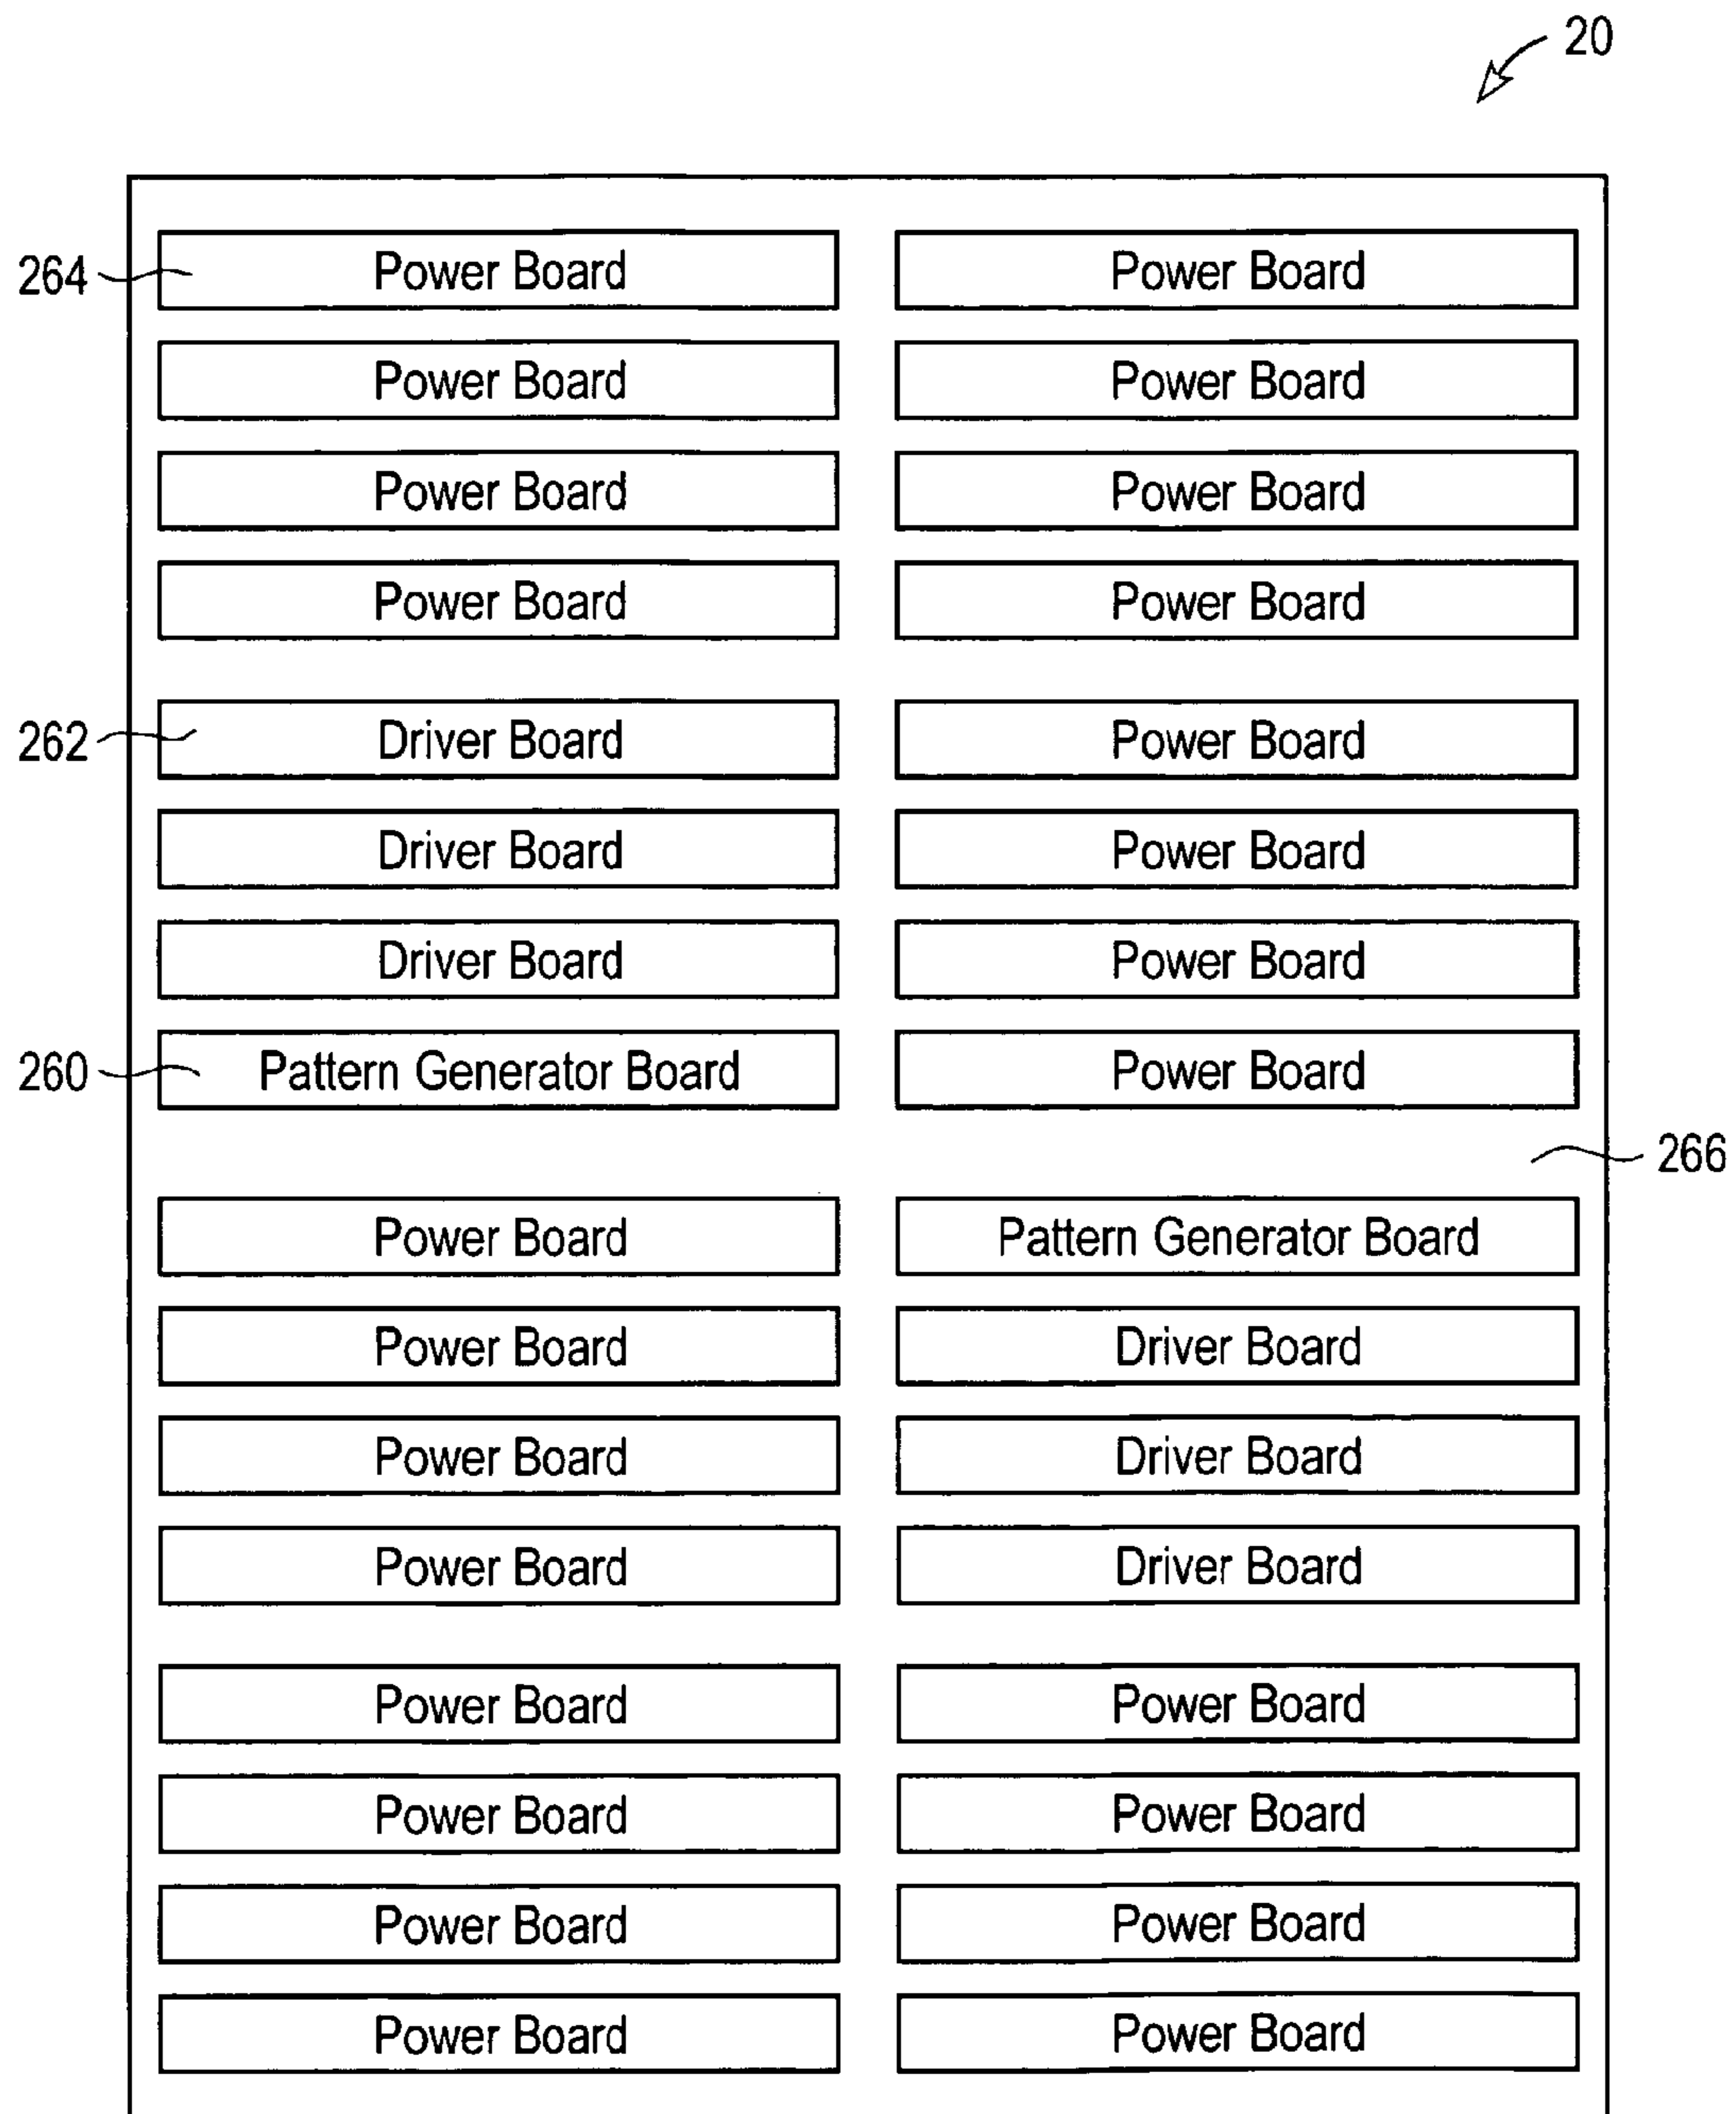 20
264 Power Board Power Board
Power Board Power Board
Power Board Power Board
Power Board Power Board
262 Driver Board Power Board
Driver Board Power Board
Driver Board Power Board
260 Pattern Generator Board Power Board
266
Power Board Pattern Generator Board
Power Board Driver Board
Power Board Driver Board
Power Board Driver Board
Power Board Power Board
Power Board Power Board
Power Board Power Board
Power Board Power Board